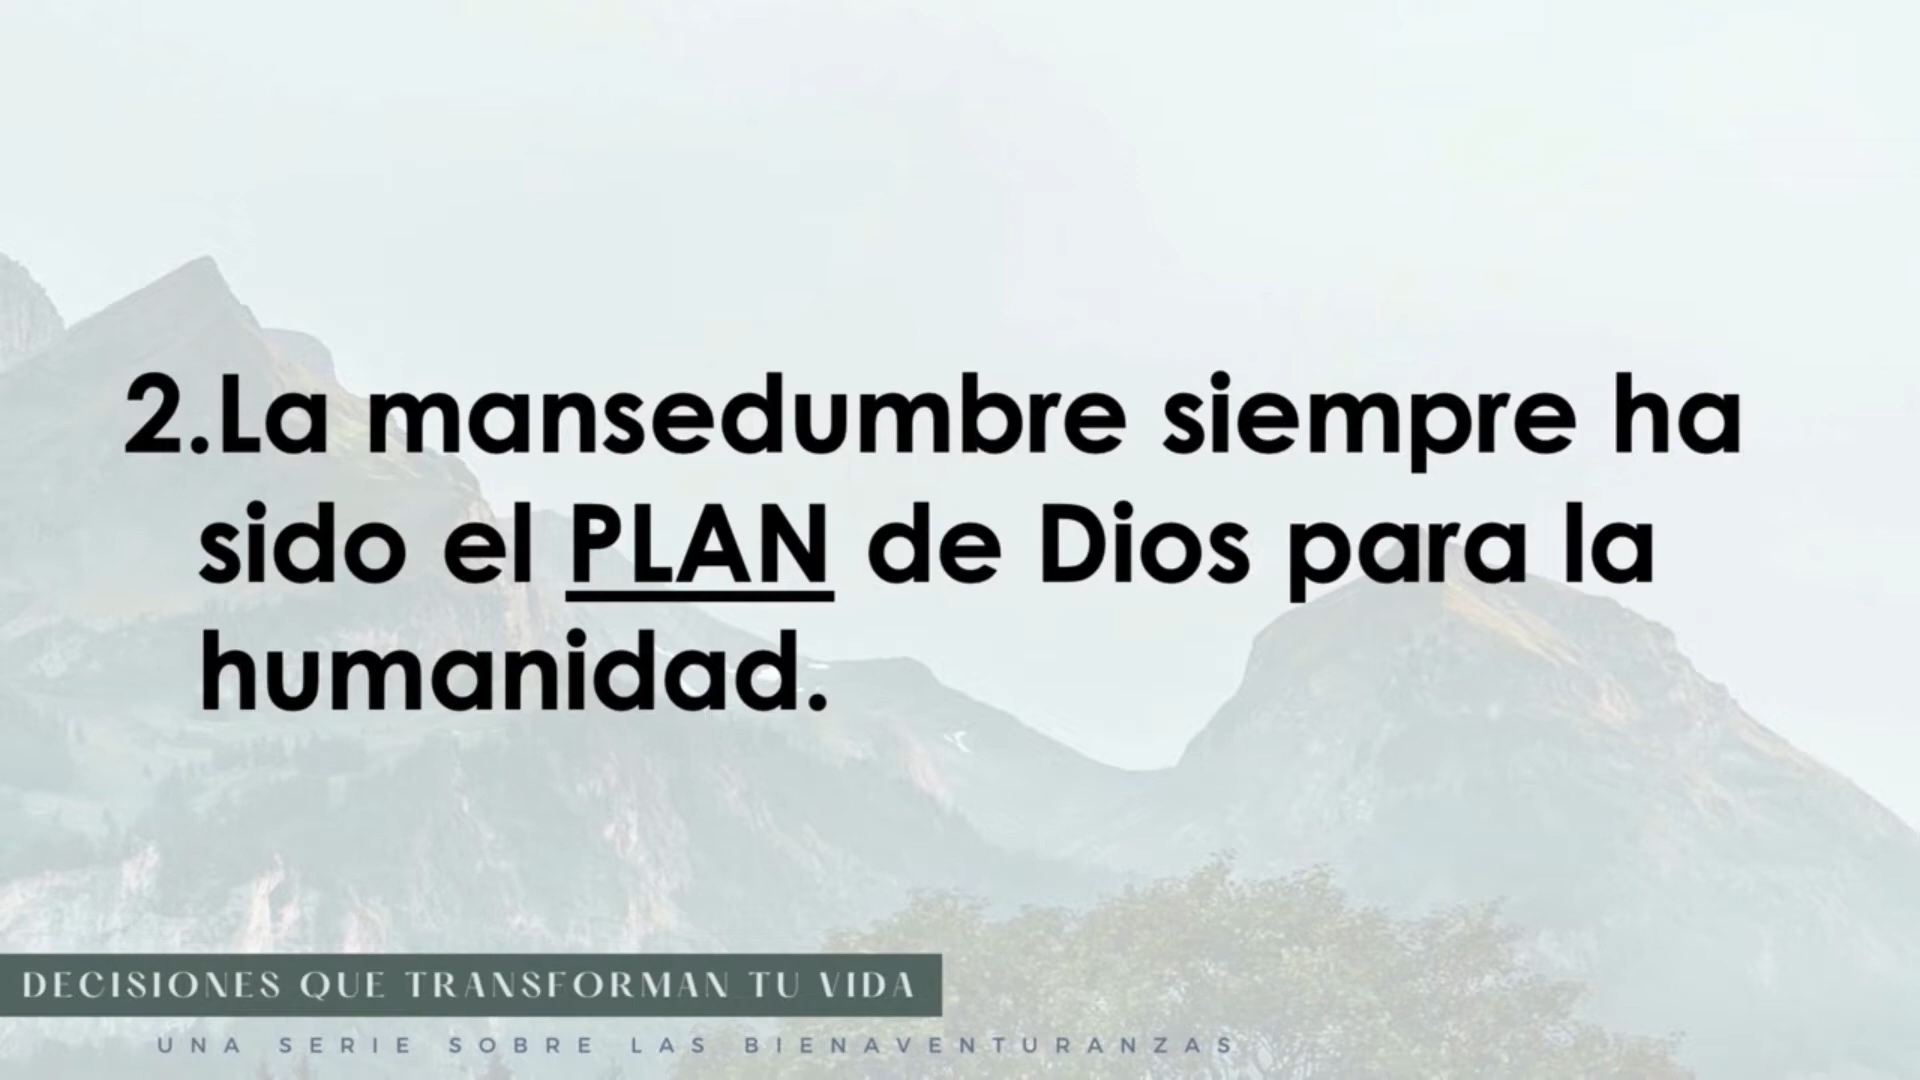 2.La mansedumbre siempre ha
sido el PLAN de Dios para la
humanidad.
DECISIONES QUE TRANSFORMAN TU VIDA
UNA SERIE SOBRE LAS BIENAVENTURANZAS